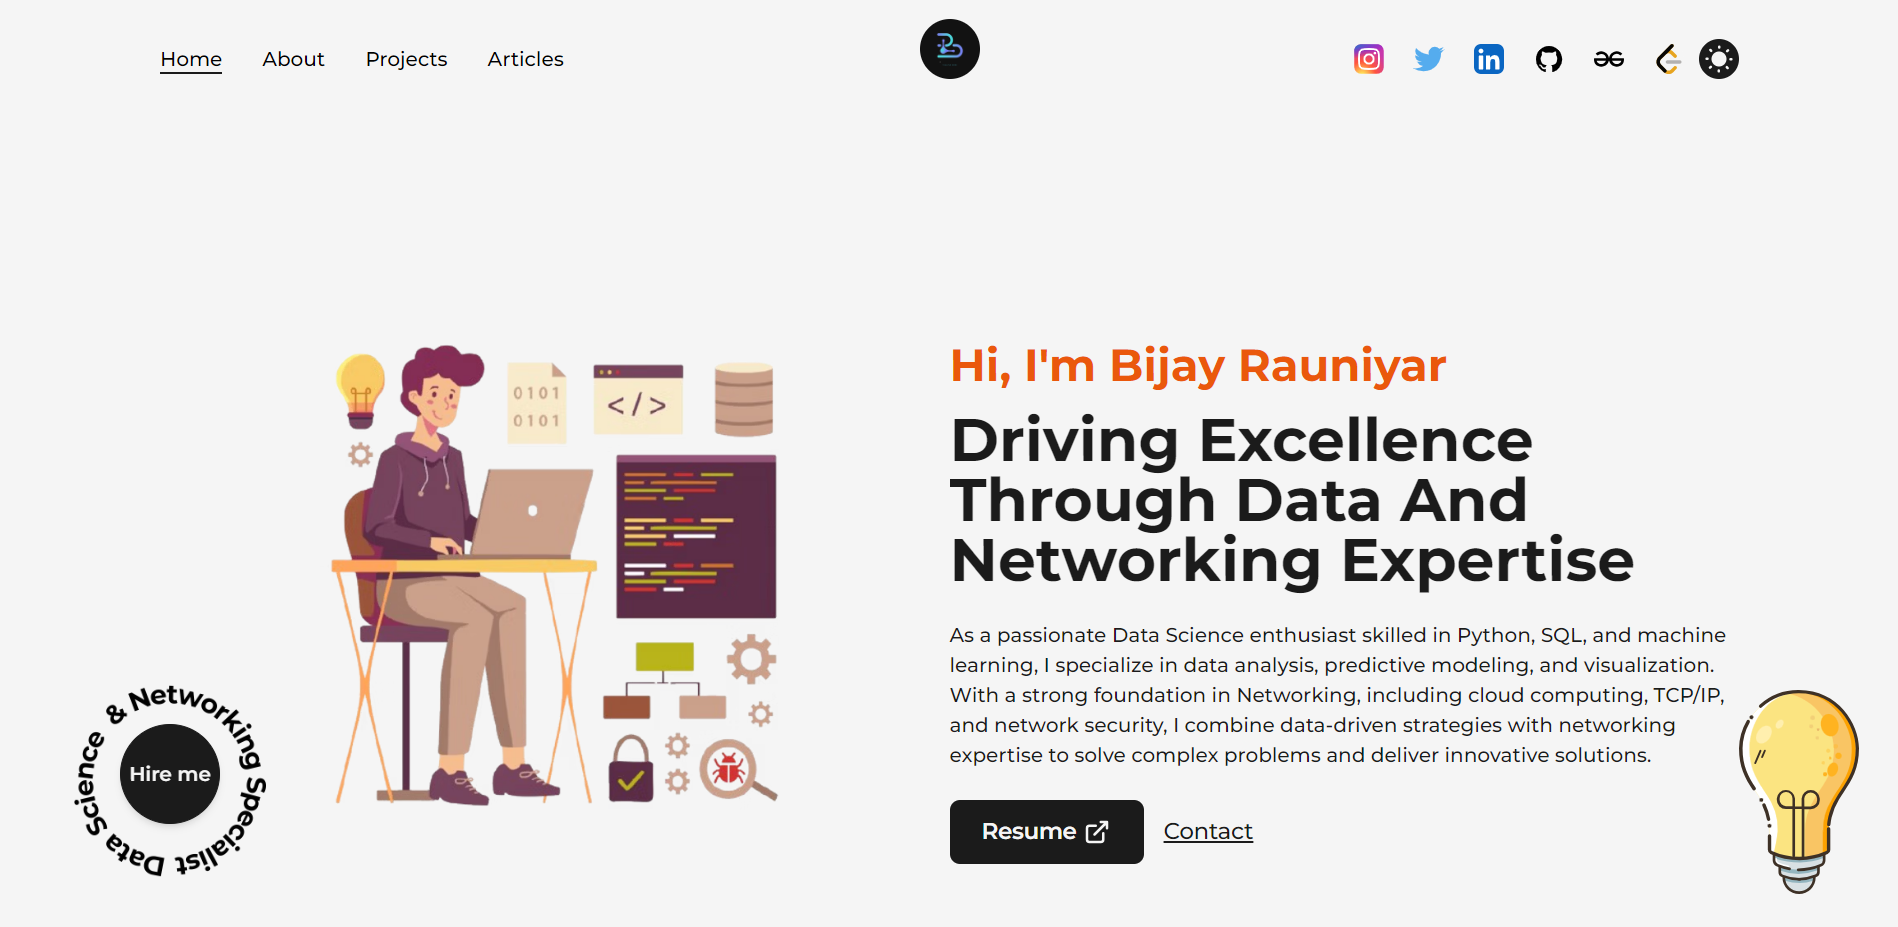 Home
About
Projects
Articles
Hi, I'm Bijay Rauniyar
Driving Excellence
Through Data And
Networking Expertise
As a passionate Data Science enthusiast skilled in Python, SQL, and machine
learning, I specialize in data analysis, predictive modeling, and visualization.
With a strong foundation in Networking, including cloud computing, TCP/IP,
and network security, I combine data-driven strategies with networking
expertise to solve complex problems and deliver innovative solutions.
Resume
Contact
0101
0101
</>
Data Science & Networking Specialist
Hire me
in